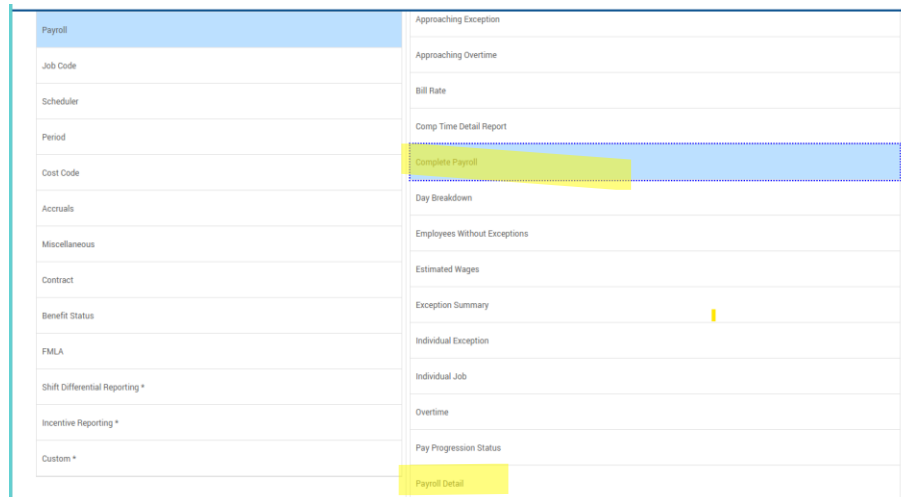 Payroll
Job Code
Scheduler
Period
Cost Code
Accruals
Miscellaneous
Contract
Benefit Status
FMLA
Shift Differential Reporting *
Incentive Reporting *
Custom *
Approaching Exception
Approaching Overtime
Bill Rate
Comp Time Detail Report
Complete Payroll
Day Breakdown
Employees Without Exceptions
Estimated Wages
Exception Summary
Individual Exception
Individual Job
Overtime
Pay Progression Status
Payroll Detail